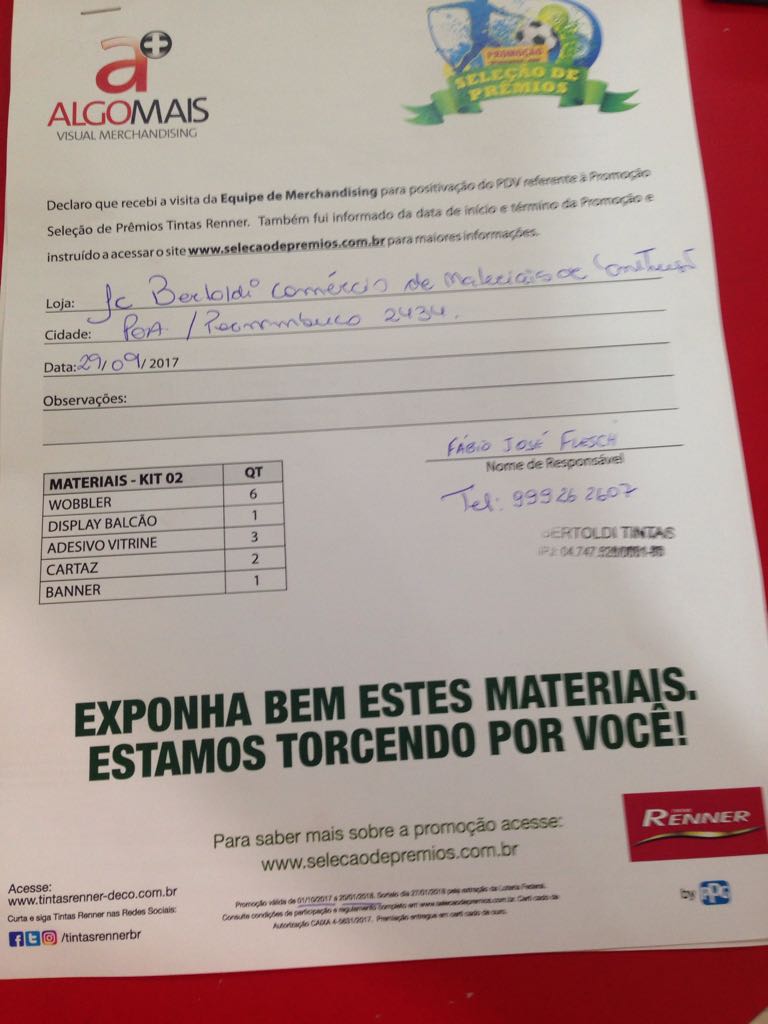 a+
ALGOMAIS
VISUAL MERCHANDISING
PROMOÇÃO
SELEÇÃO DE
PRÊMIOS
Declaro que recebi a visita da Equipe de Merchandising para positivação do PDV referente à Promoção
Seleção de Prêmios Tintas Renner. Também fui informado da data de início e término da Promoção e
instruído a acessar o site www.selecaodepremios.com.br para maiores informações.
Loja: Jc Bertoldi comércio de materiais de
Cidade: POA / Pernambuco 2434.
Data: 29/09/2017
Observações:
FÁBIO JOSÉ FLESCH
Nome de Responsável
Tel: 99926 2607
BERTOLDI TINTAS
MATERIAIS - KIT 02 QT
WOBBLER 6
DISPLAY BALCÃO 1
ADESIVO VITRINE 3
CARTAZ 2
BANNER 1
EXPONHA BEM ESTES MATERIAIS.
ESTAMOS TORCENDO POR VOCÊ!
Para saber mais sobre a promoção acesse:
www.selecaodepremios.com.br
RENNER
by PPG
Acesse:
www.tintasrenner-deco.com.br
Curta e siga Tintas Renner nas Redes Sociais:
/tintasrennerbr
Promoção válida de 01/10/2017 a 20/01/2018. Sorteio dia 27/01/2018 pela extração da Loteria Federal.
Consulte condições de participação e regulamento completo em www.selecaodepremios.com.br. Certificado de
Autorização CAIXA 4-0631/2017. Premiação entregue em certificado de ouro.